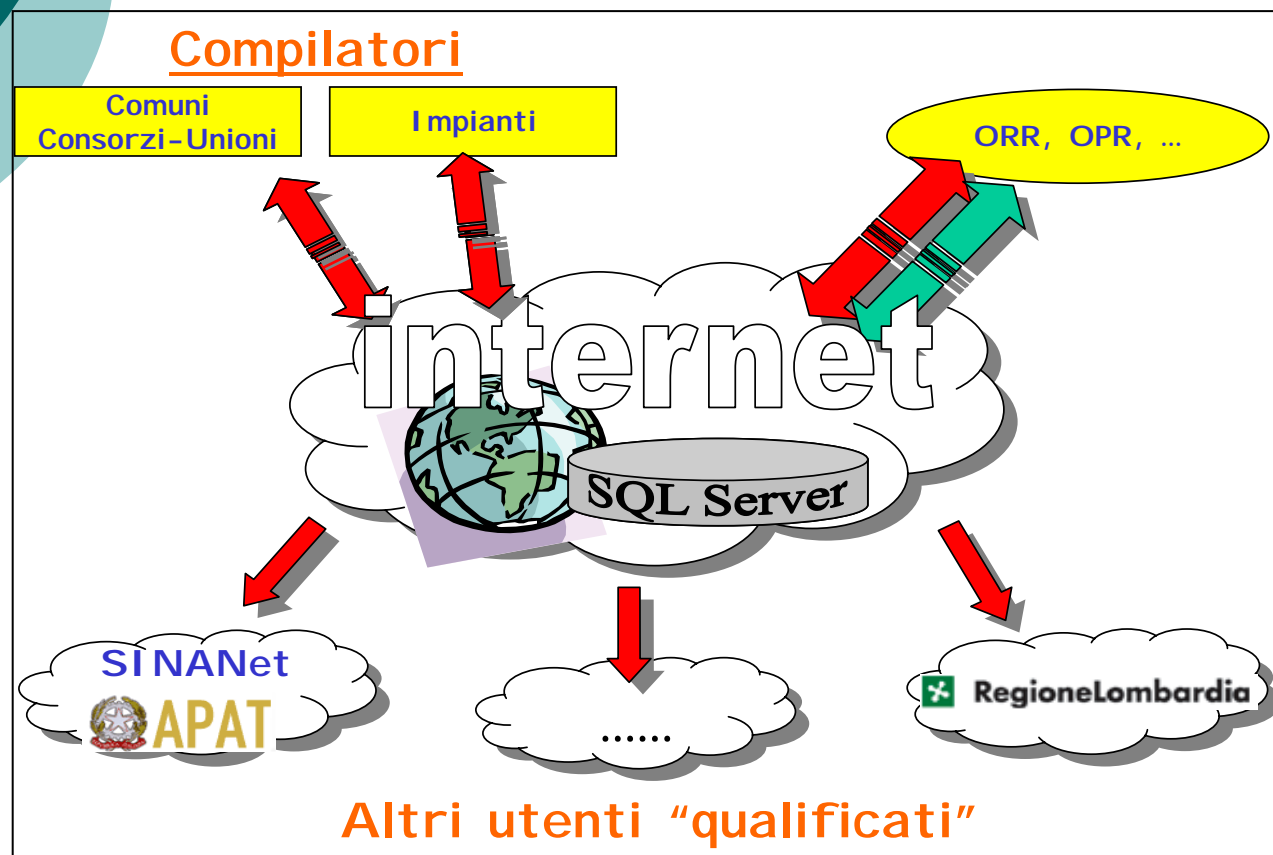 Compilatori
Comuni
Consorzi-Unioni
Impianti
ORR, OPR, ...
internet
SQL Server
SINANet
APAT
......
RegioneLombardia
Altri utenti “qualificati”